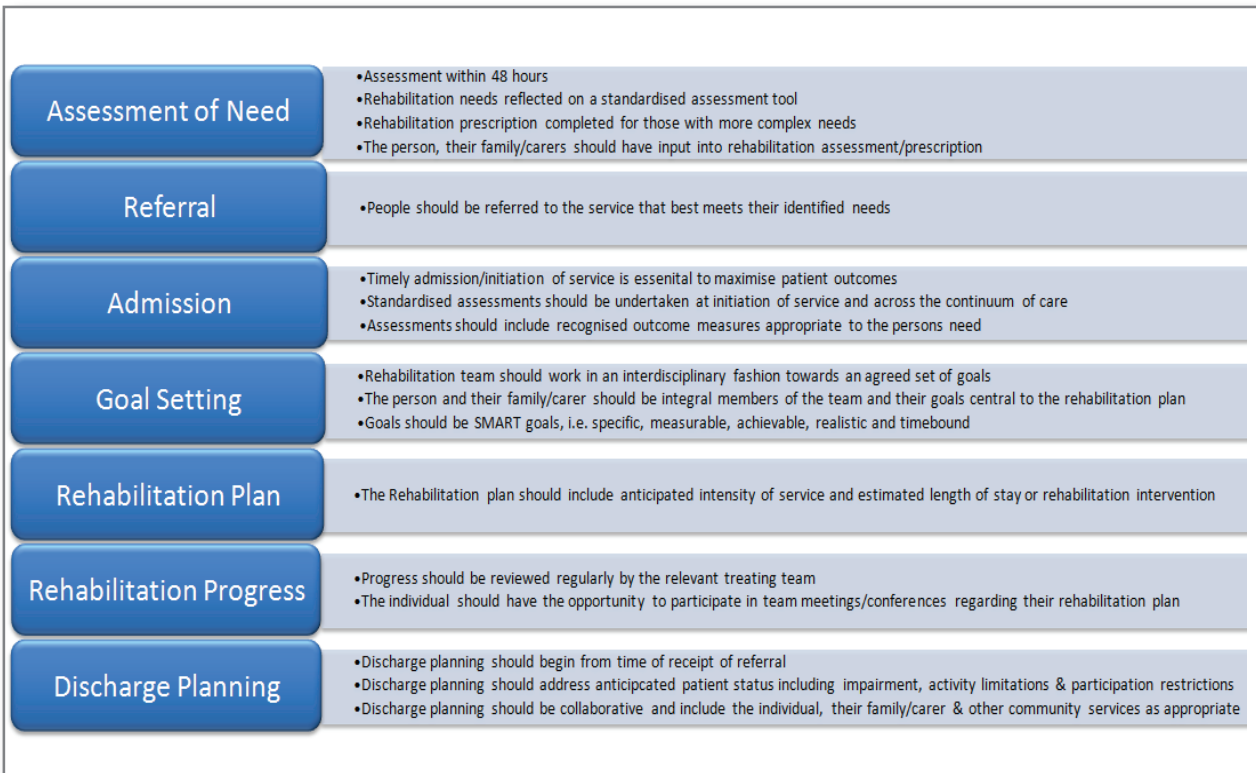 Assessment of Need
•Assessment within 48 hours
•Rehabilitation needs reflected on a standardised assessment tool
•Rehabilitation prescription completed for those with more complex needs
•The person, their family/carers should have input into rehabilitation assessment/prescription
Referral
•People should be referred to the service that best meets their identified needs
Admission
•Timely admission/initiation of service is essenital to maximise patient outcomes
•Standardised assessments should be undertaken at initiation of service and across the continuum of care
•Assessments should include recognised outcome measures appropriate to the persons need
Goal Setting
•Rehabilitation team should work in an interdisciplinary fashion towards an agreed set of goals
•The person and their family/carer should be integral members of the team and their goals central to the rehabilitation plan
•Goals should be SMART goals, i.e. specific, measurable, achievable, realistic and timebound
Rehabilitation Plan
•The Rehabilitation plan should include anticipated intensity of service and estimated length of stay or rehabilitation intervention
Rehabilitation Progress
•Progress should be reviewed regularly by the relevant treating team
•The individual should have the opportunity to participate in team meetings/conferences regarding their rehabilitation plan
Discharge Planning
•Discharge planning should begin from time of receipt of referral
•Discharge planning should address anticipcated patient status including impairment, activity limitations & participation restrictions
•Discharge planning should be collaborative and include the individual, their family/carer & other community services as appropriate